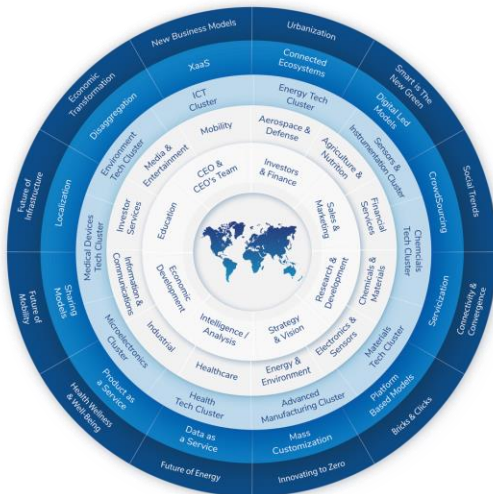 New Business Models
Urbanization
Smart is The
New Green
Social Trends
Connectivity &
Convergence
Bricks & Clicks
Innovating to Zero
Future of Energy
Health Wellness
& Well-Being
Future of
Mobility
Future of
Infrastructure
Economic
Transformation
XaaS
Connected
Ecosystems
Digital Led
Models
CrowdSourcing
Servicization
Platform
Based Models
Mass
Customization
Data as
a Service
Product as
a Service
Sharing
Models
Localization
Disaggregation
ICT
Cluster
Energy Tech
Cluster
Sensors &
Instrumentation Cluster
Chemcials
Tech Cluster
Materials
Tech Cluster
Advanced
Manufacturing Cluster
Health
Tech Cluster
Microelectronics
Cluster
Medical Devices
Tech Cluster
Environment
Tech Cluster
Mobility
Aerospace &
Defense
Agriculture &
Nutrition
Financial
Services
Chemicals &
Materials
Electronics &
Sensors
Energy &
Environment
Healthcare
Industrial
Information &
Communications
Investor
Services
Education
Media &
Entertainment
CEO &
CEO's Team
Investors
& Finance
Sales &
Marketing
Research &
Development
Strategy
& Vision
Intelligence /
Analysis
Economic
Development